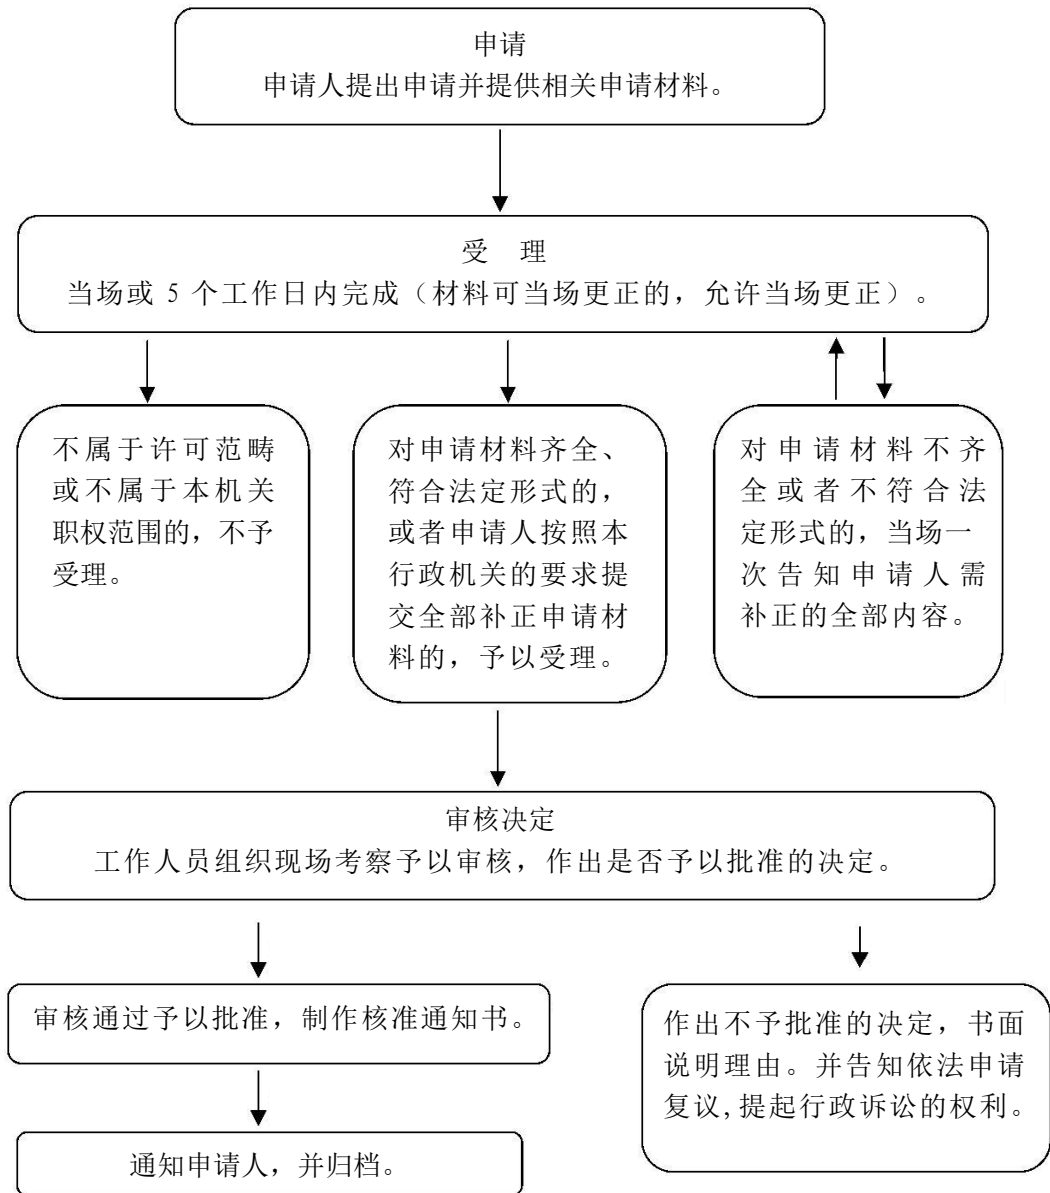 申请
申请人提出申请并提供相关申请材料。
受 理
当场或 5 个工作日内完成（材料可当场更正的，允许当场更正）。
不属于许可范畴
或不属于本机关
职权范围的，不予
受理。
对申请材料齐全、
符合法定形式的，
或者申请人按照本
行政机关的要求提
交全部补正申请材
料的，予以受理。
对申请材料不齐
全或者不符合法
定形式的，当场一
次告知申请人需
补正的全部内容。
审核决定
工作人员组织现场考察予以审核，作出是否予以批准的决定。
审核通过予以批准，制作核准通知书。
作出不予批准的决定，书面
说明理由。并告知依法申请
复议,提起行政诉讼的权利。
通知申请人，并归档。